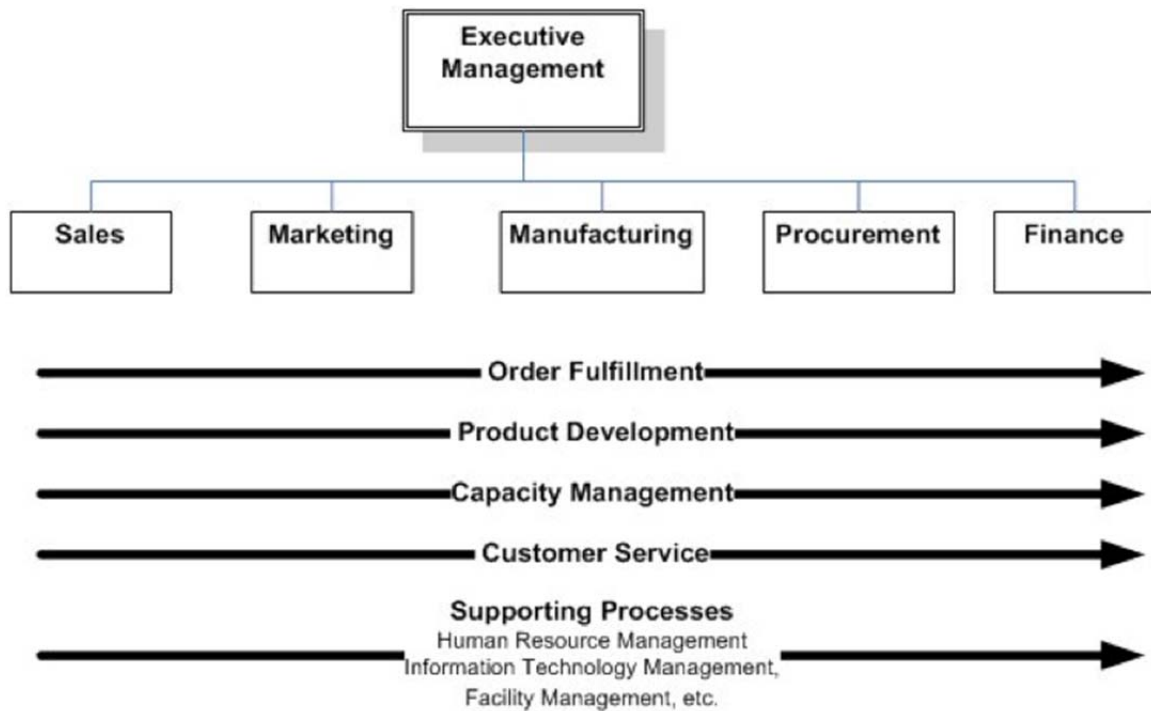 Executive
Management
Sales
Marketing
Manufacturing
Procurement
Finance
Order Fulfillment
Product Development
Capacity Management
Customer Service
Supporting Processes
Human Resource Management
Information Technology Management,
Facility Management, etc.